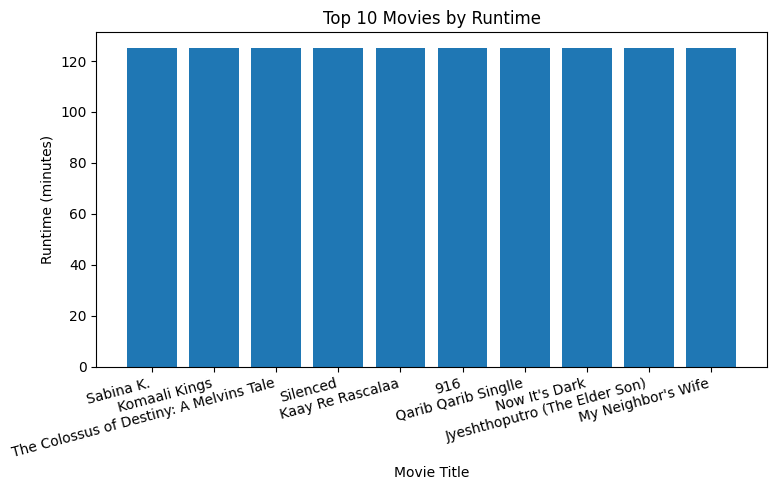 Top 10 Movies by Runtime
Runtime (minutes)
120
100
80
60
40
20
0
Sabina K.
Komaali Kings
The Colossus of Destiny: A Melvins Tale
Silenced
Kaay Re Rascalaa
916
Qarib Qarib Singlle
Now It's Dark
Jyeshthoputro (The Elder Son)
My Neighbor's Wife
Movie Title